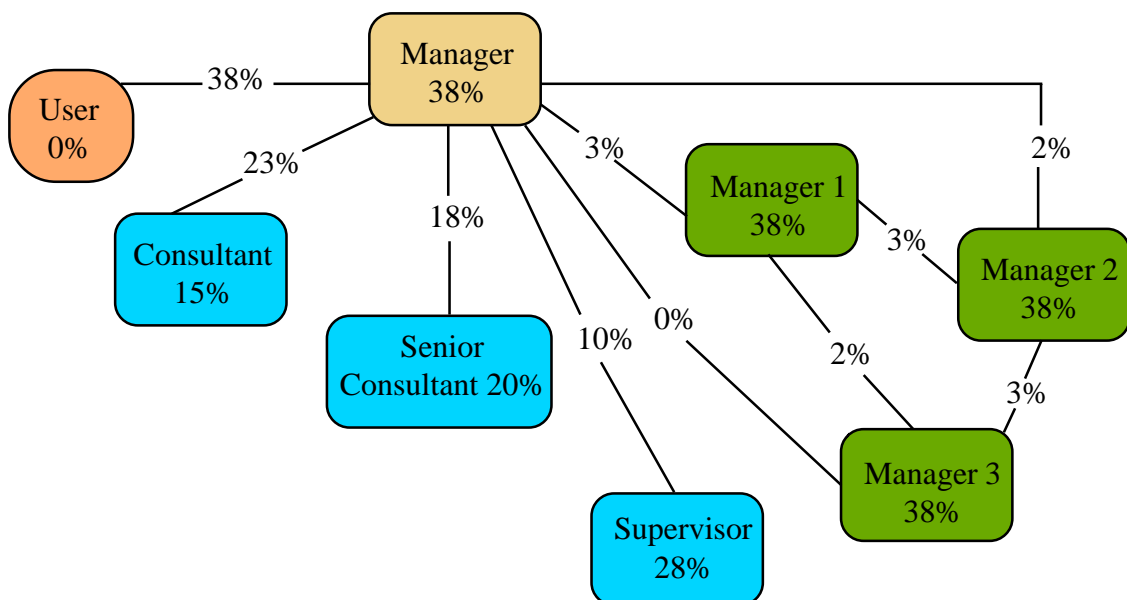 Manager
38%
38%
User
0%
3%
2%
23%
Manager 1
38%
18%
3%
Consultant
15%
Manager 2
38%
0%
10%
Senior
Consultant 20%
2%
3%
Manager 3
38%
Supervisor
28%